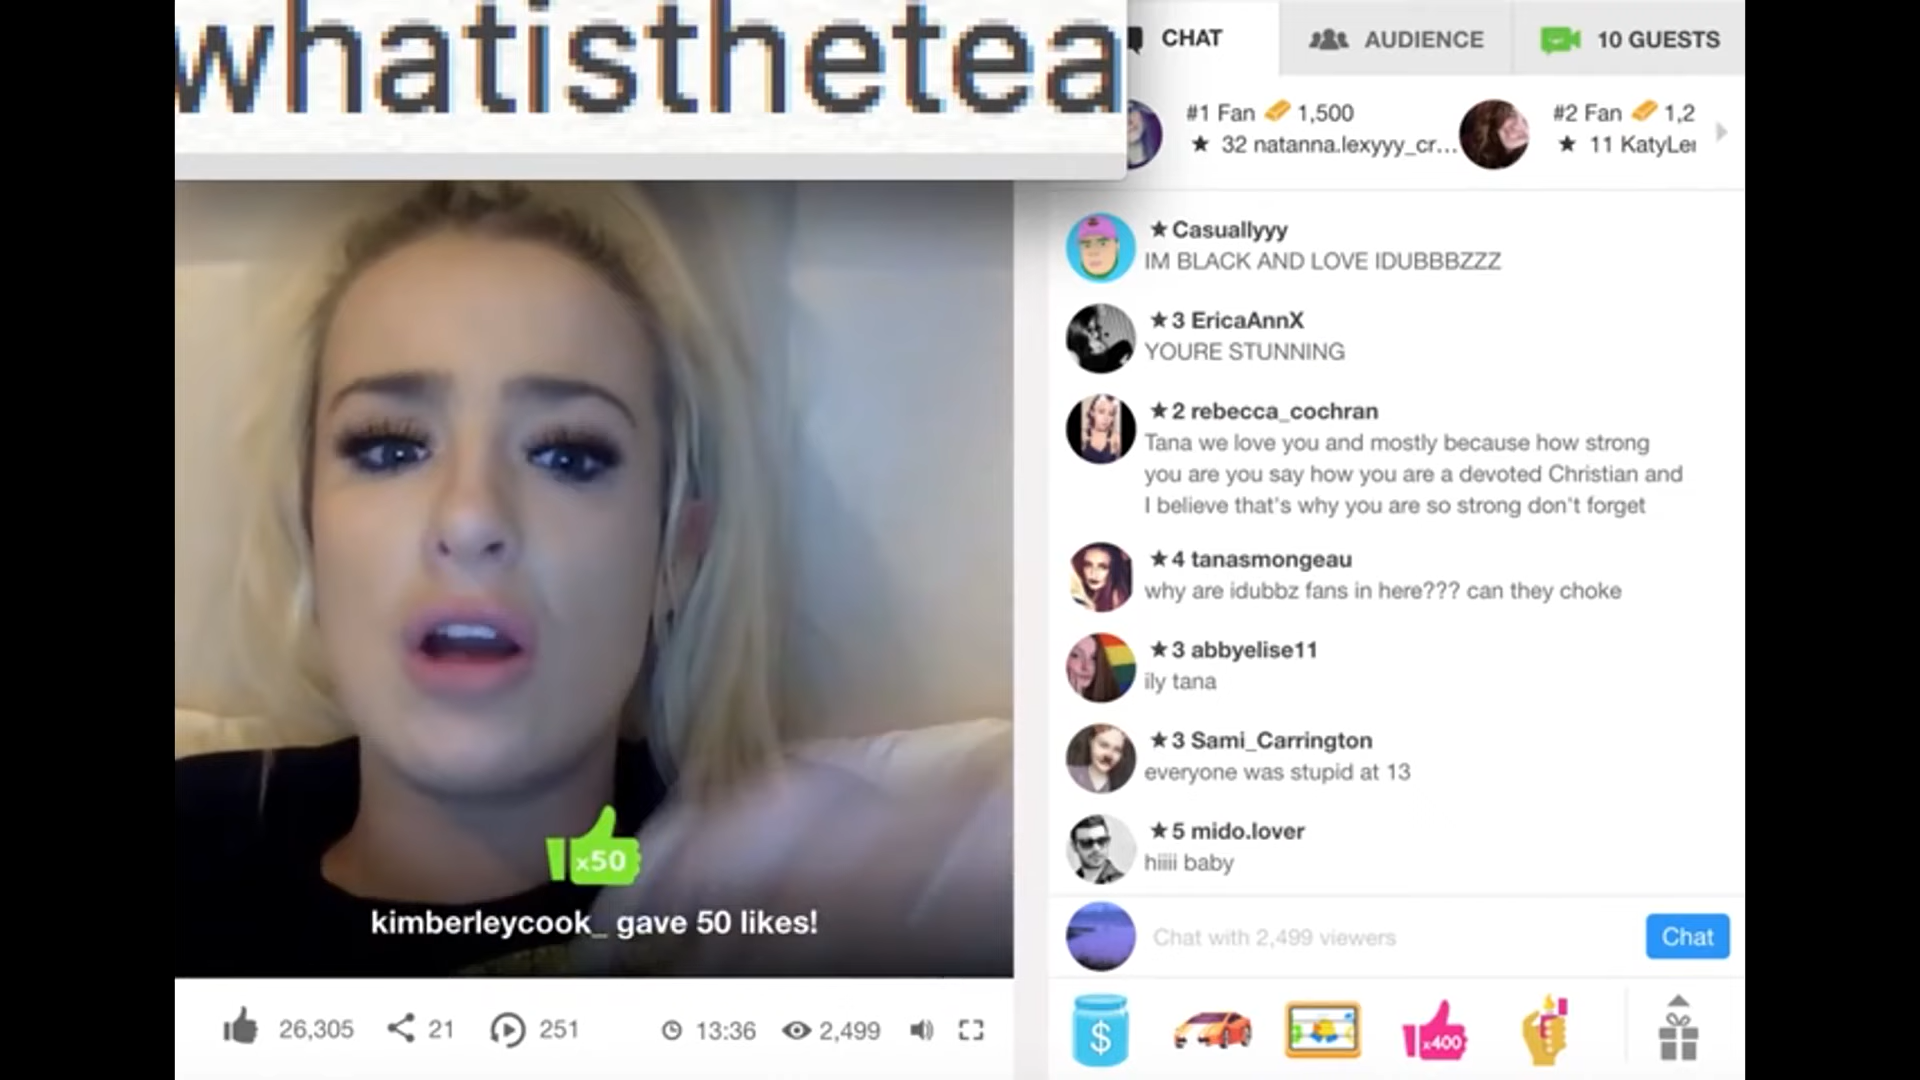 whatisthetea
CHAT
AUDIENCE
10 GUESTS
#1 Fan 1,500
★ 32 natanna.lexyyy_cr...
#2 Fan 1,2
★ 11 KatyLe
★ Casuallyyy
IM BLACK AND LOVE IDUBBBZZZ
★ 3 EricaAnnX
YOURE STUNNING
★ 2 rebecca_cochran
Tana we love you and mostly because how strong
you are you say how you are a devoted Christian and
I believe that's why you are so strong don't forget
★ 4 tanasmongeau
why are idubbz fans in here??? can they choke
★ 3 abbyelise11
ily tana
★ 3 Sami_Carrington
everyone was stupid at 13
★ 5 mido.lover
hiiii baby
x50
kimberleycook_ gave 50 likes!
Chat with 2,499 viewers
Chat
26,305
21
251
13:36
2,499
$
x400